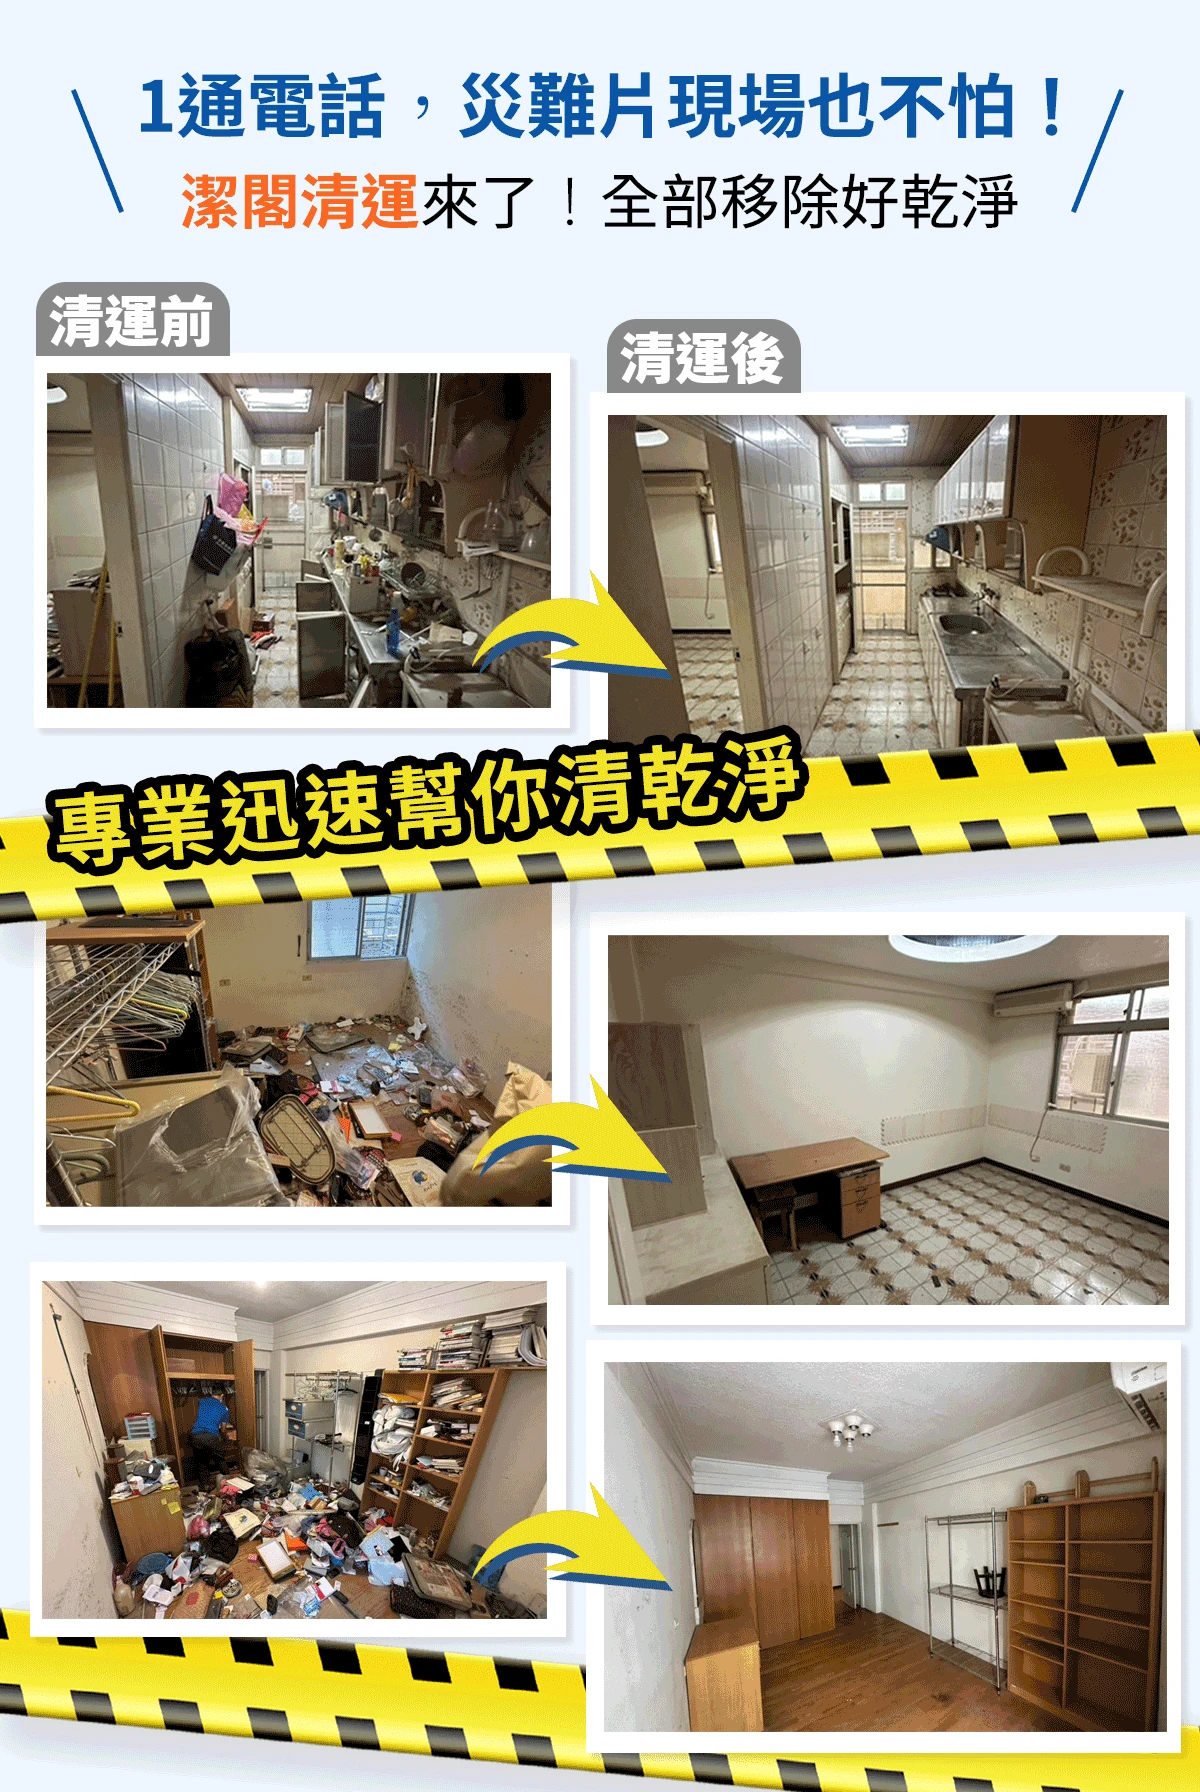 1通電話，災難片現場也不怕！
潔閣清運來了！全部移除好乾淨
清運前
清運後
專業迅速幫你清乾淨